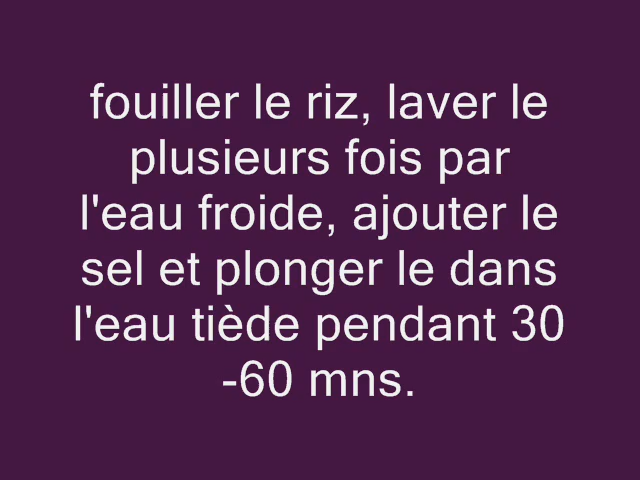 fouiller le riz, laver le
plusieurs fois par
l'eau froide, ajouter le
sel et plonger le dans
l'eau tiède pendant 30
-60 mns.